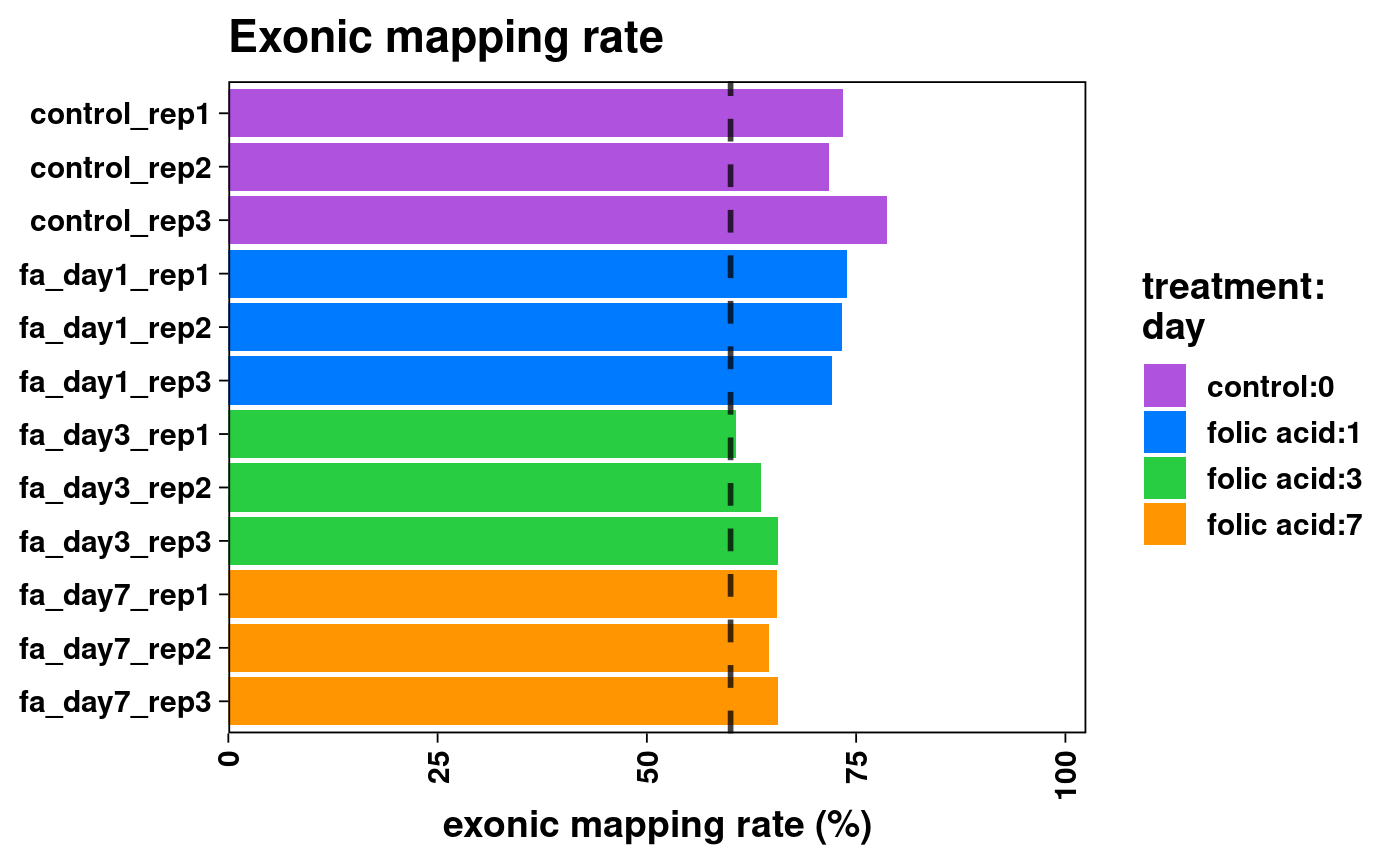 Exonic mapping rate
control_rep1
control_rep2
control_rep3
fa_day1_rep1
fa_day1_rep2
fa_day1_rep3
fa_day3_rep1
fa_day3_rep2
fa_day3_rep3
fa_day7_rep1
fa_day7_rep2
fa_day7_rep3
0
25
50
75
100
exonic mapping rate (%)
treatment:
day
control:0
folic acid:1
folic acid:3
folic acid:7